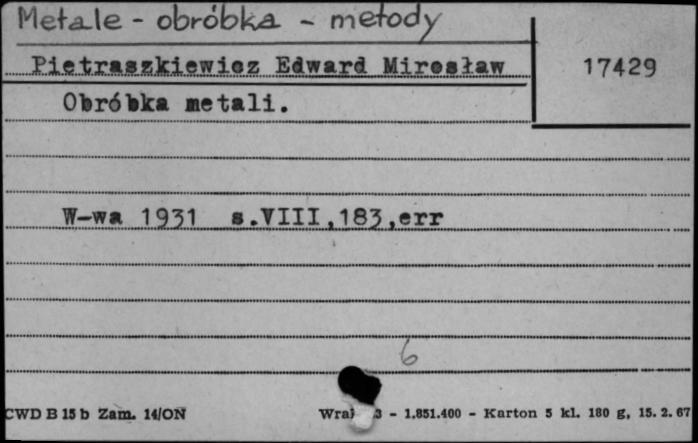 Metale - obróbka - metody
Pietraszkiewicz Edward Mirosław
17429
Obróbka metali.
W-wa 1931 s.VIII,183,err
6
CWD B 15 b Zam. 14/ON
3 - 1.851.400 - Karton 5 kl. 180 g, 15. 2. 67